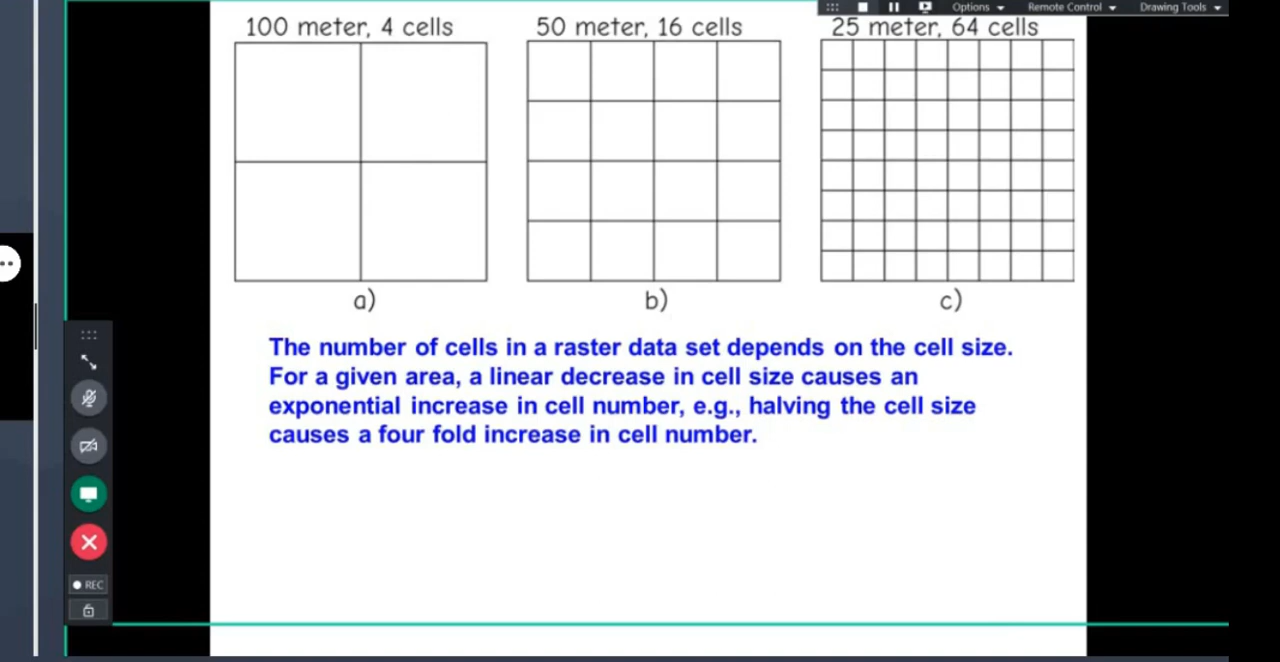 Options Remote Control Drawing Tools
100 meter, 4 cells 50 meter, 16 cells 25 meter, 64 cells
a) b) c)
The number of cells in a raster data set depends on the cell size.
For a given area, a linear decrease in cell size causes an
exponential increase in cell number, e.g., halving the cell size
causes a four fold increase in cell number.
REC